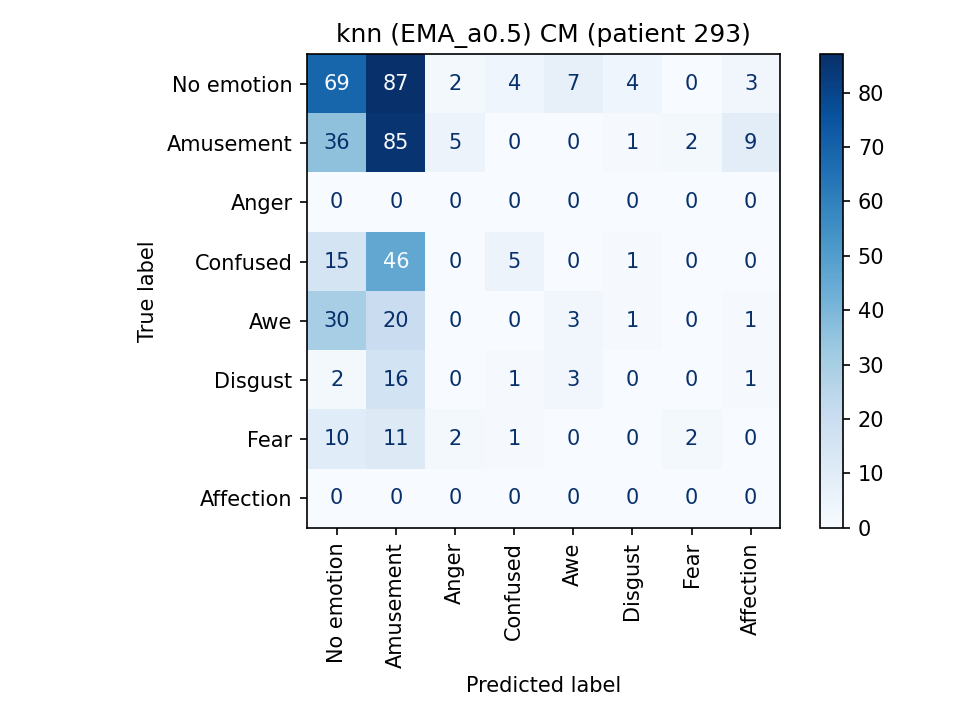 knn (EMA_a0.5) CM (patient 293)
No emotion 69 87 2 4 7 4 0 3
Amusement 36 85 5 0 0 1 2 9
Anger 0 0 0 0 0 0 0 0
Confused 15 46 0 5 0 1 0 0
Awe 30 20 0 0 3 1 0 1
Disgust 2 16 0 1 3 0 0 1
Fear 10 11 2 1 0 0 2 0
Affection 0 0 0 0 0 0 0 0
True label
No emotion Amusement Anger Confused Awe Disgust Fear Affection
Predicted label
80
70
60
50
40
30
20
10
0